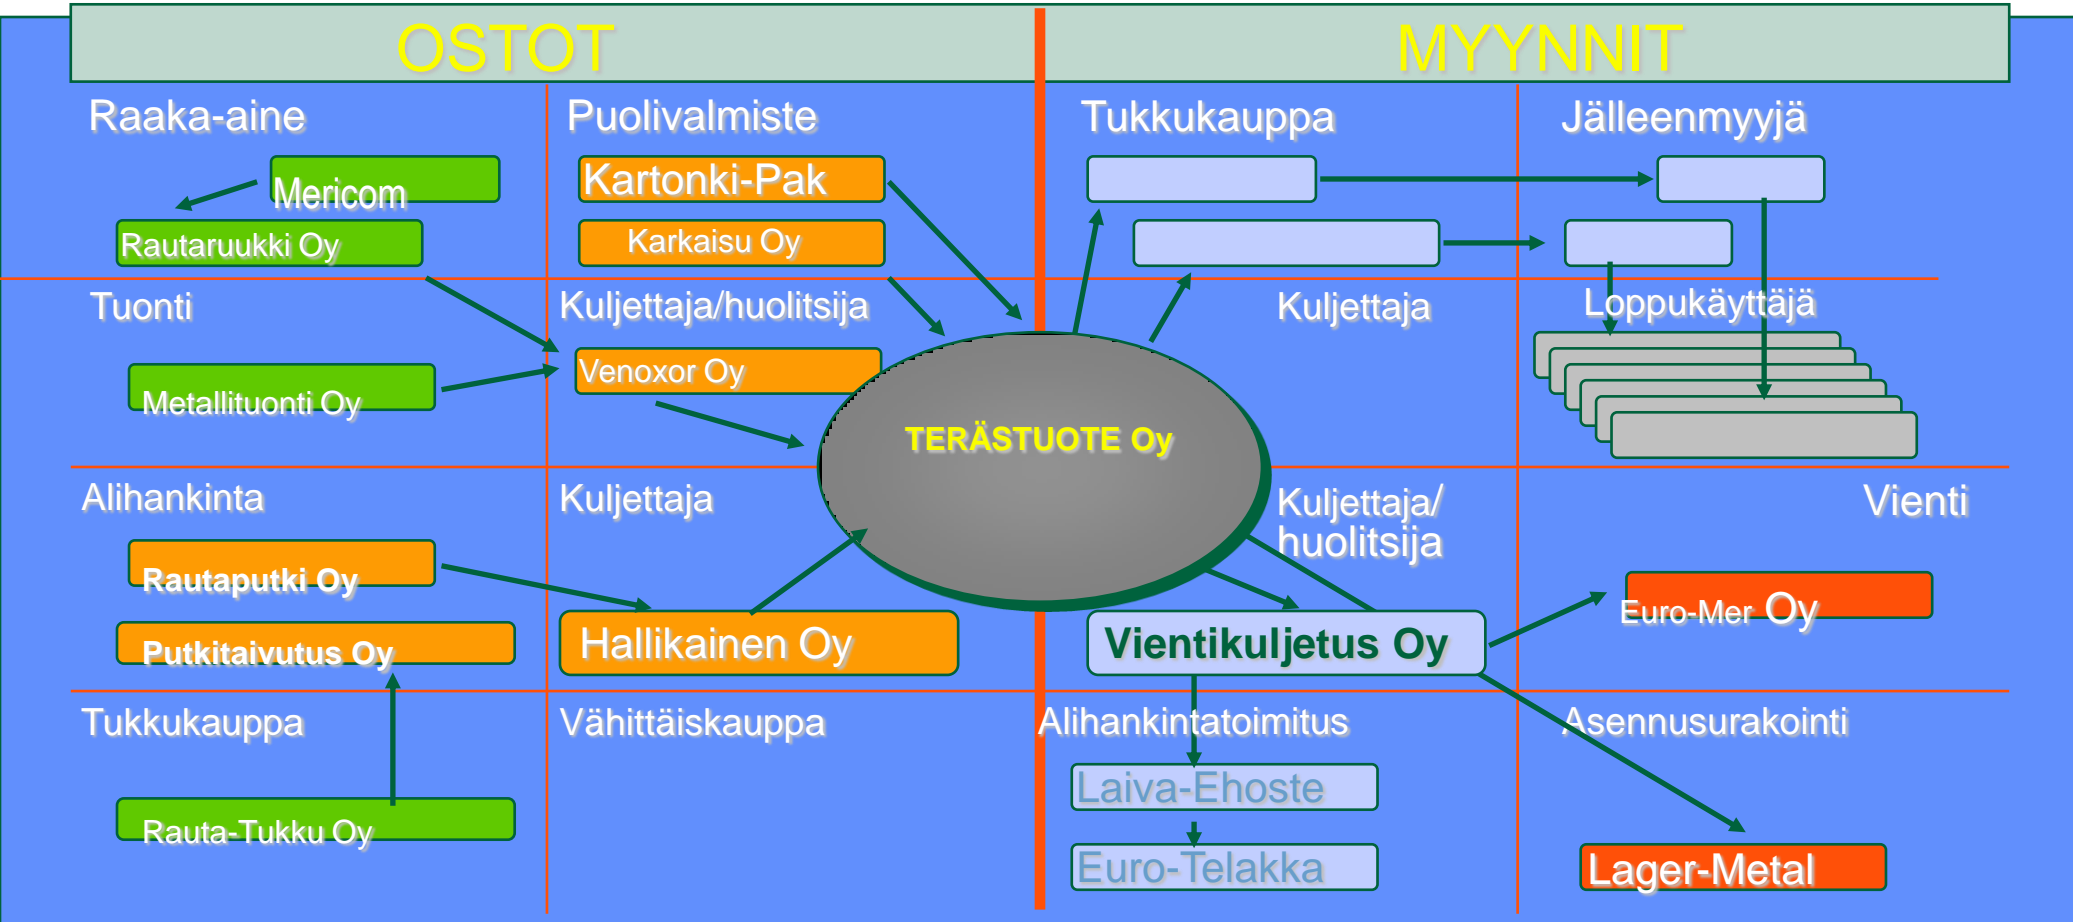 OSTOT
MYYNNIT
Raaka-aine
Puolivalmiste
Tukkukauppa
Jälleenmyyjä
Mericom
Kartonki-Pak
Rautaruukki Oy
Karkaisu Oy
Tuonti
Kuljettaja/huolitsija
Kuljettaja
Loppukäyttäjä
Metallituonti Oy
Venoxor Oy
TERÄSTUOTE Oy
Alihankinta
Kuljettaja
Kuljettaja/
huolitsija
Vienti
Rautaputki Oy
Putkitaivutus Oy
Hallikainen Oy
Vientikuljetus Oy
Euro-Mer Oy
Tukkukauppa
Vähittäiskauppa
Alihankintatoimitus
Asennusurakointi
Rauta-Tukku Oy
Laiva-Ehoste
Euro-Telakka
Lager-Metal